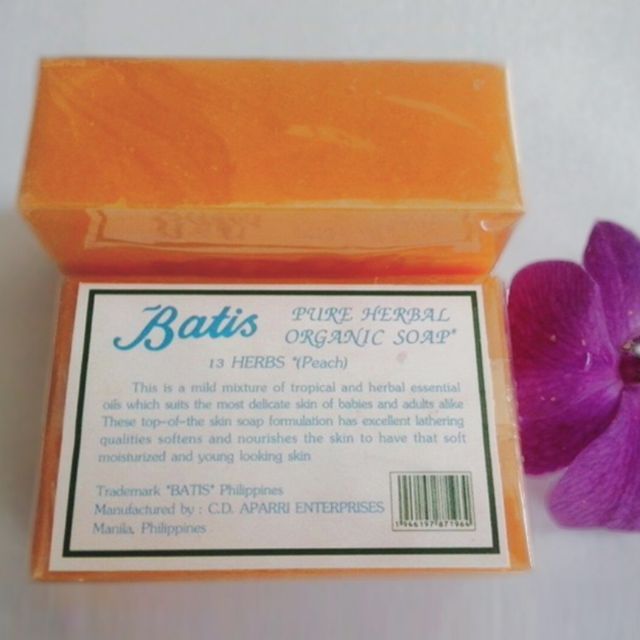 Batis PURE HERBAL
ORGANIC SOAP"
13 HERBS "(Peach)
This is a mild mixture of tropical and herbal essential
oils which suits the most delicate skin of babies and adults alike
These top-of-the skin soap formulation has excellent lathering
qualities softens and nourishes the skin to have that soft
moisturized and young looking skin
Trademark "BATIS" Philippines
Manufactured by : C.D. APARRI ENTERPRISES
Manila, Philippines